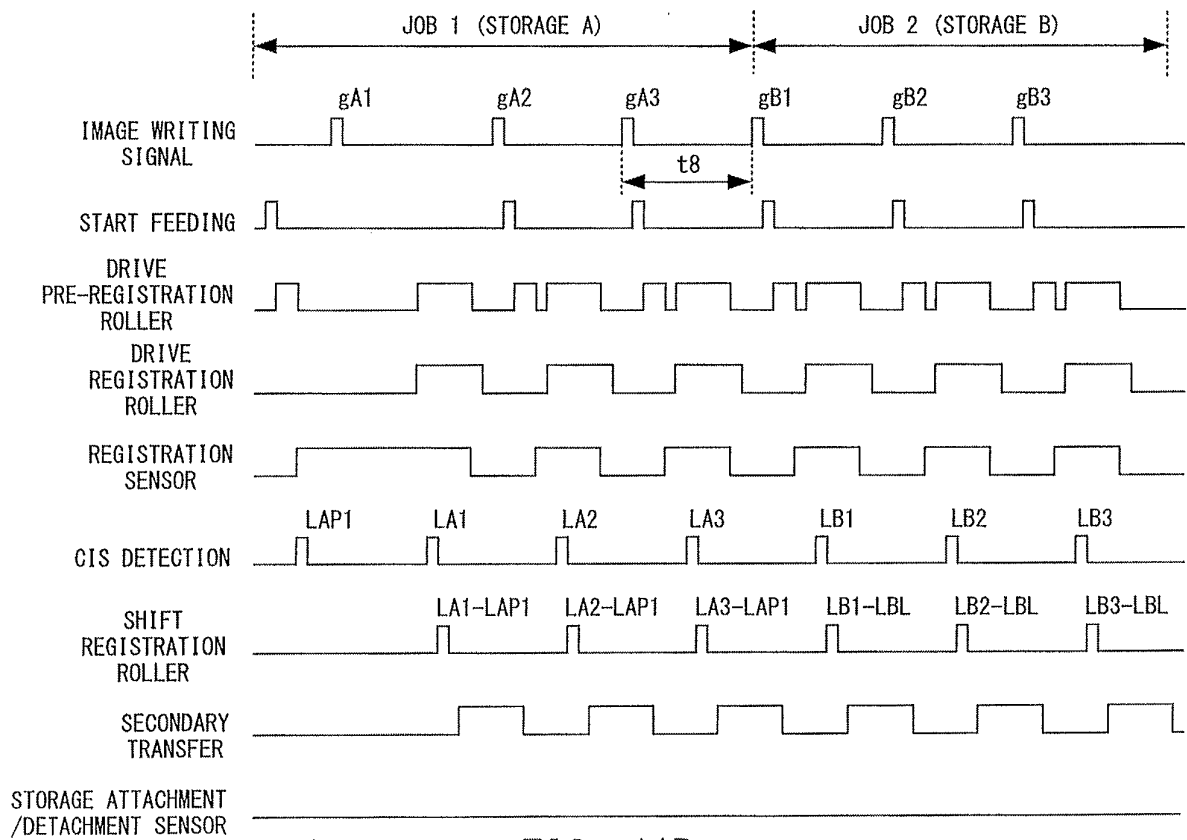 JOB 1 (STORAGE A) JOB 2 (STORAGE B)
gA1 gA2 gA3 gB1 gB2 gB3
IMAGE WRITING
SIGNAL
t8
START FEEDING
DRIVE
PRE-REGISTRATION
ROLLER
DRIVE
REGISTRATION
ROLLER
REGISTRATION
SENSOR
LAP1 LA1 LA2 LA3 LB1 LB2 LB3
CIS DETECTION
LA1-LAP1 LA2-LAP1 LA3-LAP1 LB1-LBL LB2-LBL LB3-LBL
SHIFT
REGISTRATION
ROLLER
SECONDARY
TRANSFER
STORAGE ATTACHMENT
/DETACHMENT SENSOR